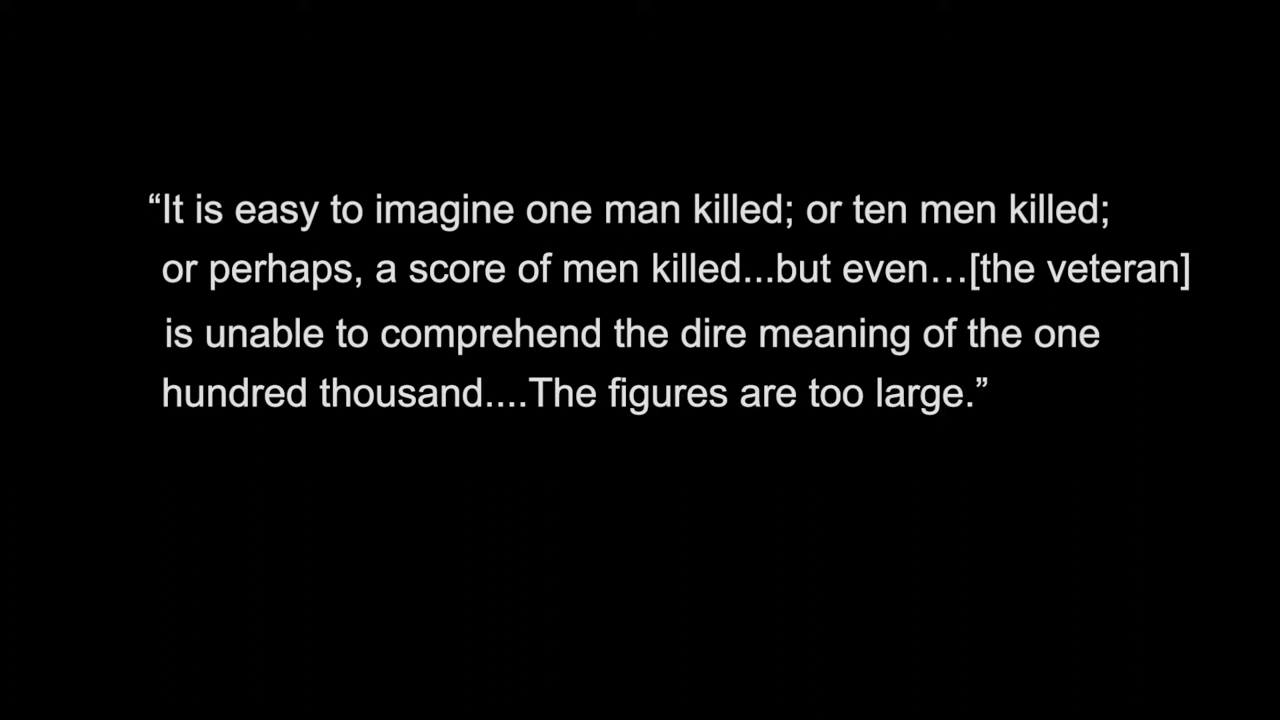 “It is easy to imagine one man killed; or ten men killed;
or perhaps, a score of men killed...but even…[the veteran]
is unable to comprehend the dire meaning of the one
hundred thousand....The figures are too large.”